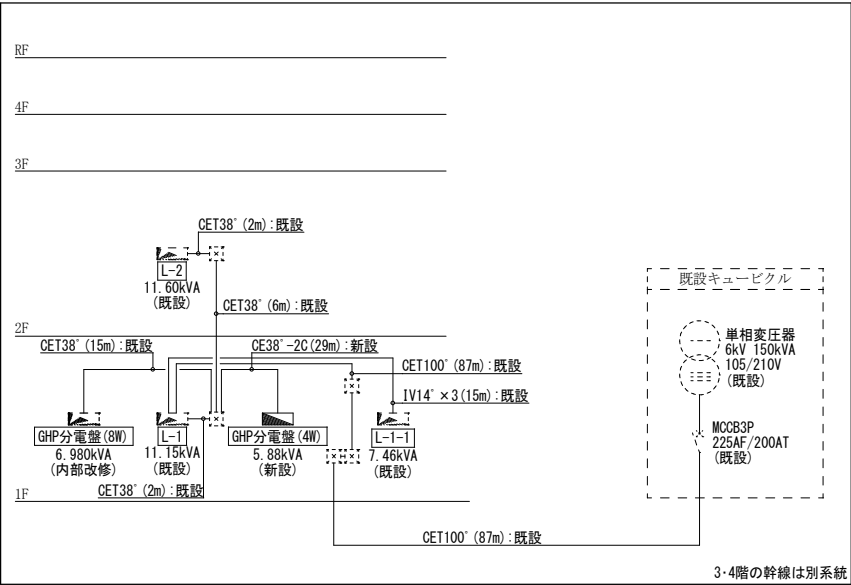 RF
4F
3F
CET38゜(2m):既設
L-2
11.60kVA
(既設)
CET38゜(6m):既設
2F
CET38゜(15m):既設
CE38゜-2C(29m):新設
CET100゜(87m):既設
IV14゜×3(15m):既設
GHP分電盤(8W)
6.980kVA
(内部改修)
L-1
11.15kVA
(既設)
GHP分電盤(4W)
5.88kVA
(新設)
L-1-1
7.46kVA
(既設)
CET38゜(2m):既設
1F
CET100゜(87m):既設
既設キュービクル
単相変圧器
6kV 150kVA
105/210V
(既設)
MCCB3P
225AF/200AT
(既設)
3・4階の幹線は別系統